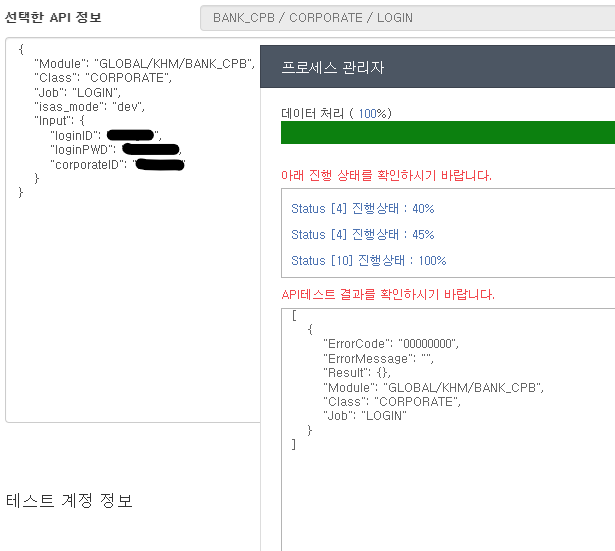 선택한 API 정보
BANK_CPB / CORPORATE / LOGIN
{
"Module": "GLOBAL/KHM/BANK_CPB",
"Class": "CORPORATE",
"Job": "LOGIN",
"isas_mode": "dev",
"Input": {
"loginID": "",
"loginPWD": "",
"corporateID": ""
}
}
프로세스 관리자
데이터 처리 ( 100%)
아래 진행 상태를 확인하시기 바랍니다.
Status [4] 진행상태 : 40%
Status [4] 진행상태 : 45%
Status [10] 진행상태 : 100%
API테스트 결과를 확인하시기 바랍니다.
[
{
"ErrorCode": "00000000",
"ErrorMessage": "",
"Result": {},
"Module": "GLOBAL/KHM/BANK_CPB",
"Class": "CORPORATE",
"Job": "LOGIN"
}
]
테스트 계정 정보